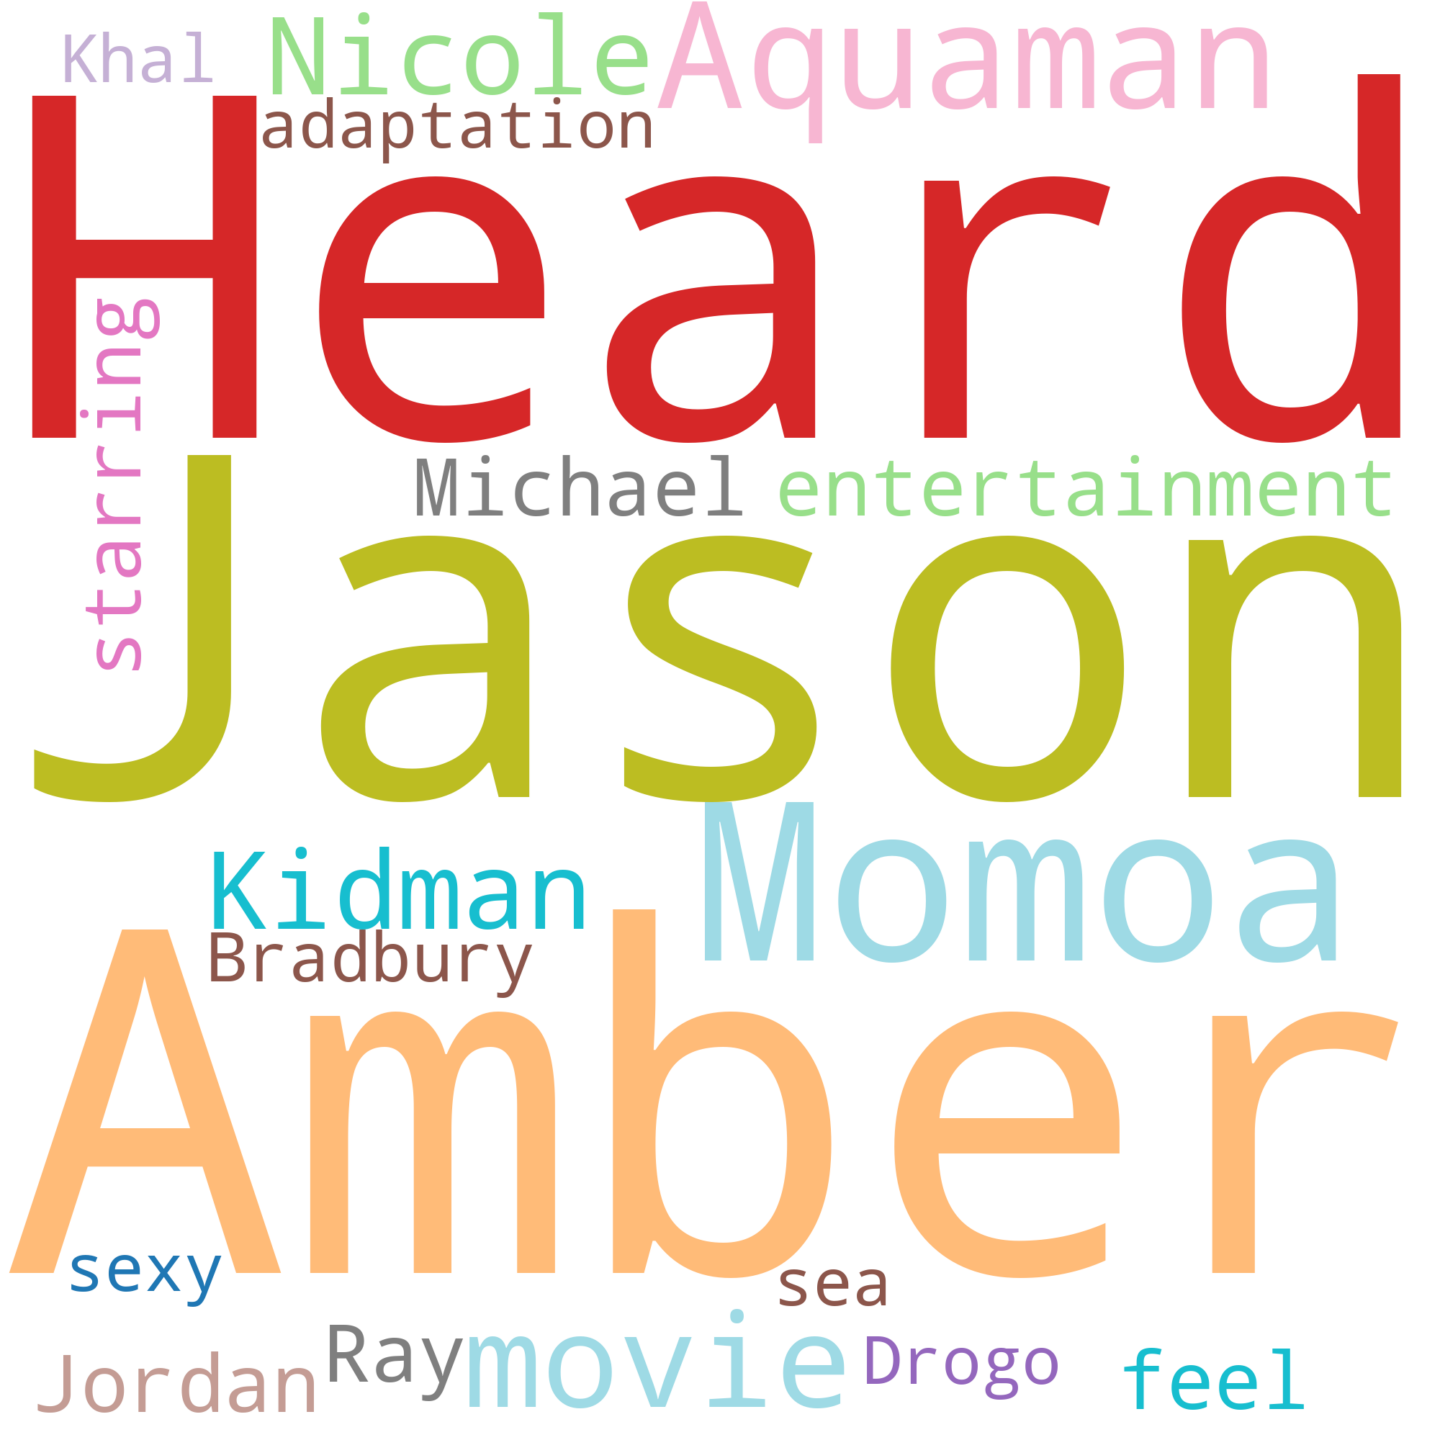 Khal Nicole Aquaman
adaptation
Heard
starring
Michael entertainment
Jason
Momoa
Kidman
Bradbury
Amber
sexy
sea
Jordan Ray movie Drogo feel